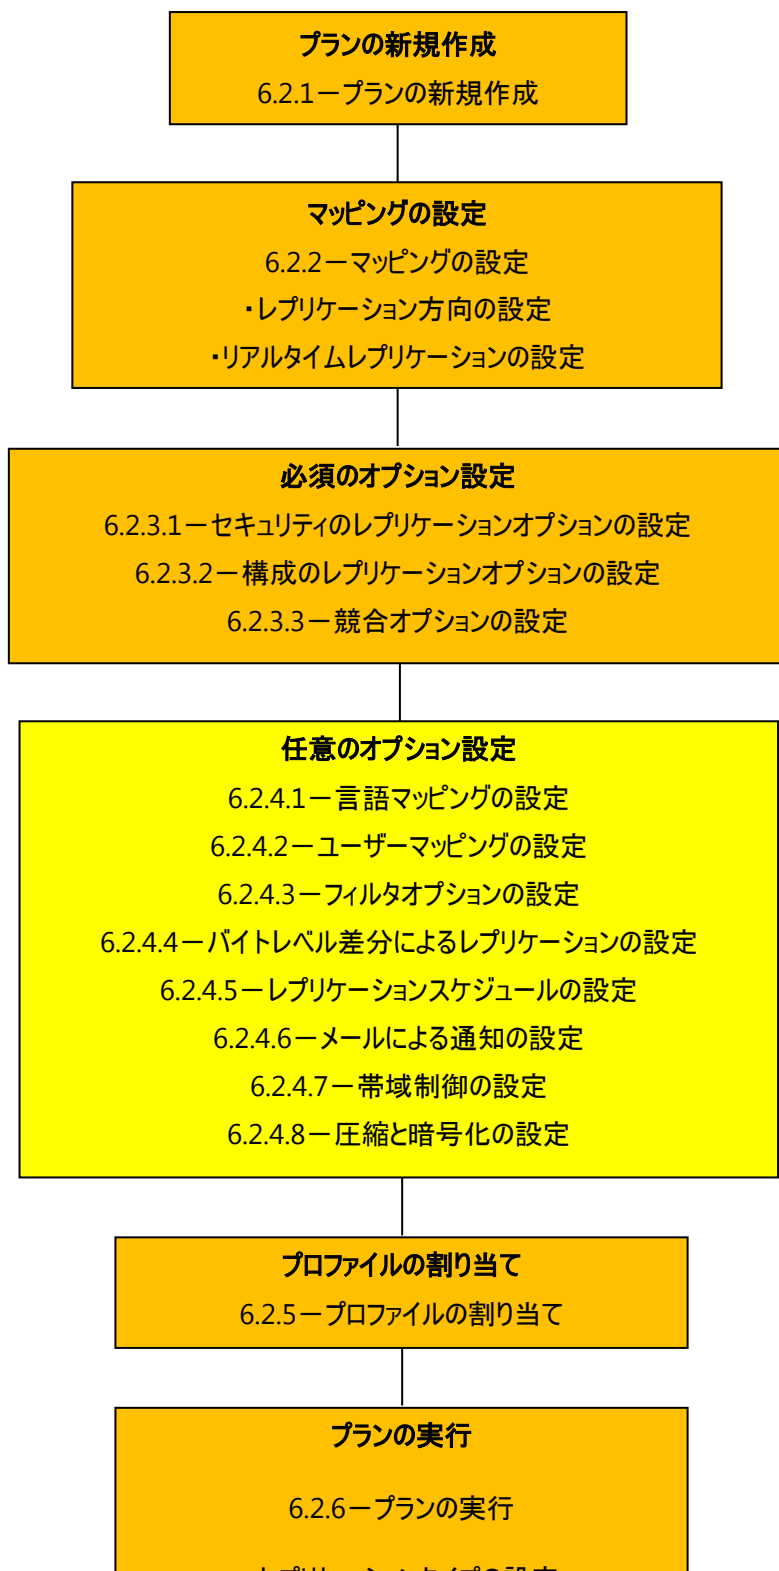 プランの新規作成
6.2.1－プランの新規作成
マッピングの設定
6.2.2－マッピングの設定
・レプリケーション方向の設定
・リアルタイムレプリケーションの設定
必須のオプション設定
6.2.3.1－セキュリティのレプリケーションオプションの設定
6.2.3.2－構成のレプリケーションオプションの設定
6.2.3.3－競合オプションの設定
任意のオプション設定
6.2.4.1－言語マッピングの設定
6.2.4.2－ユーザーマッピングの設定
6.2.4.3－フィルタオプションの設定
6.2.4.4－バイトレベル差分によるレプリケーションの設定
6.2.4.5－レプリケーションスケジュールの設定
6.2.4.6－メールによる通知の設定
6.2.4.7－帯域制御の設定
6.2.4.8－圧縮と暗号化の設定
プロファイルの割り当て
6.2.5－プロファイルの割り当て
プランの実行
6.2.6－プランの実行